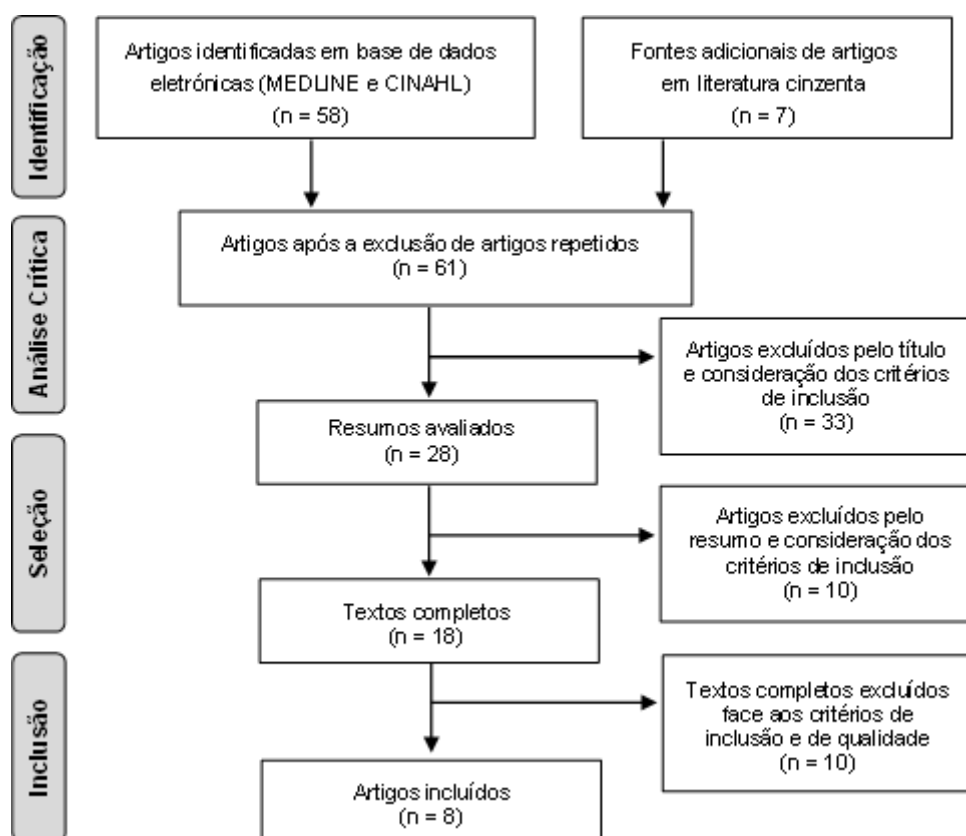 Identificação
Artigos identificadas em base de dados
eletrónicas (MEDLINE e CINAHL)
(n = 58)
Fontes adicionais de artigos
em literatura cinzenta
(n = 7)
Análise Crítica
Artigos após a exclusão de artigos repetidos
(n = 61)
Artigos excluídos pelo título
e consideração dos critérios
de inclusão
(n = 33)
Resumos avaliados
(n = 28)
Seleção
Artigos excluídos pelo
resumo e consideração dos
critérios de inclusão
(n = 10)
Textos completos
(n = 18)
Inclusão
Textos completos excluídos
face aos critérios de
inclusão e de qualidade
(n = 10)
Artigos incluídos
(n = 8)